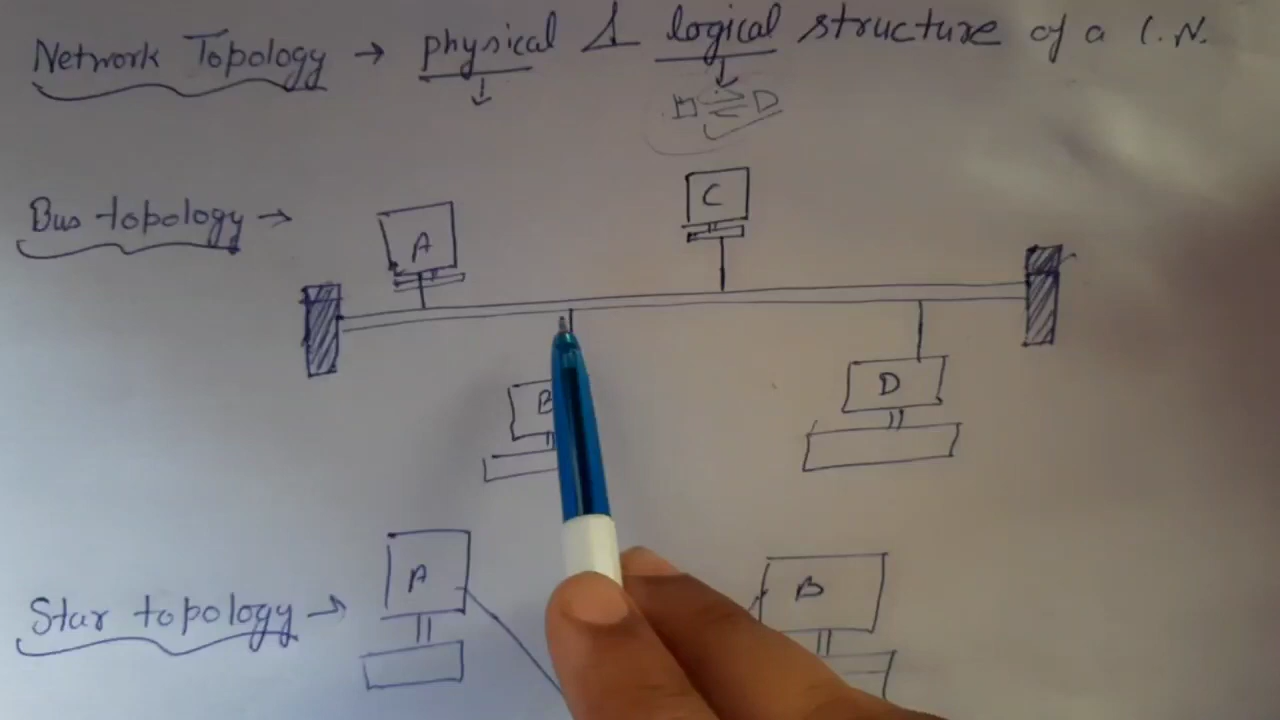 Network Topology → physical & logical structure of a C.N.
Bus topology →
A
C
B
D
Star topology →
A
B